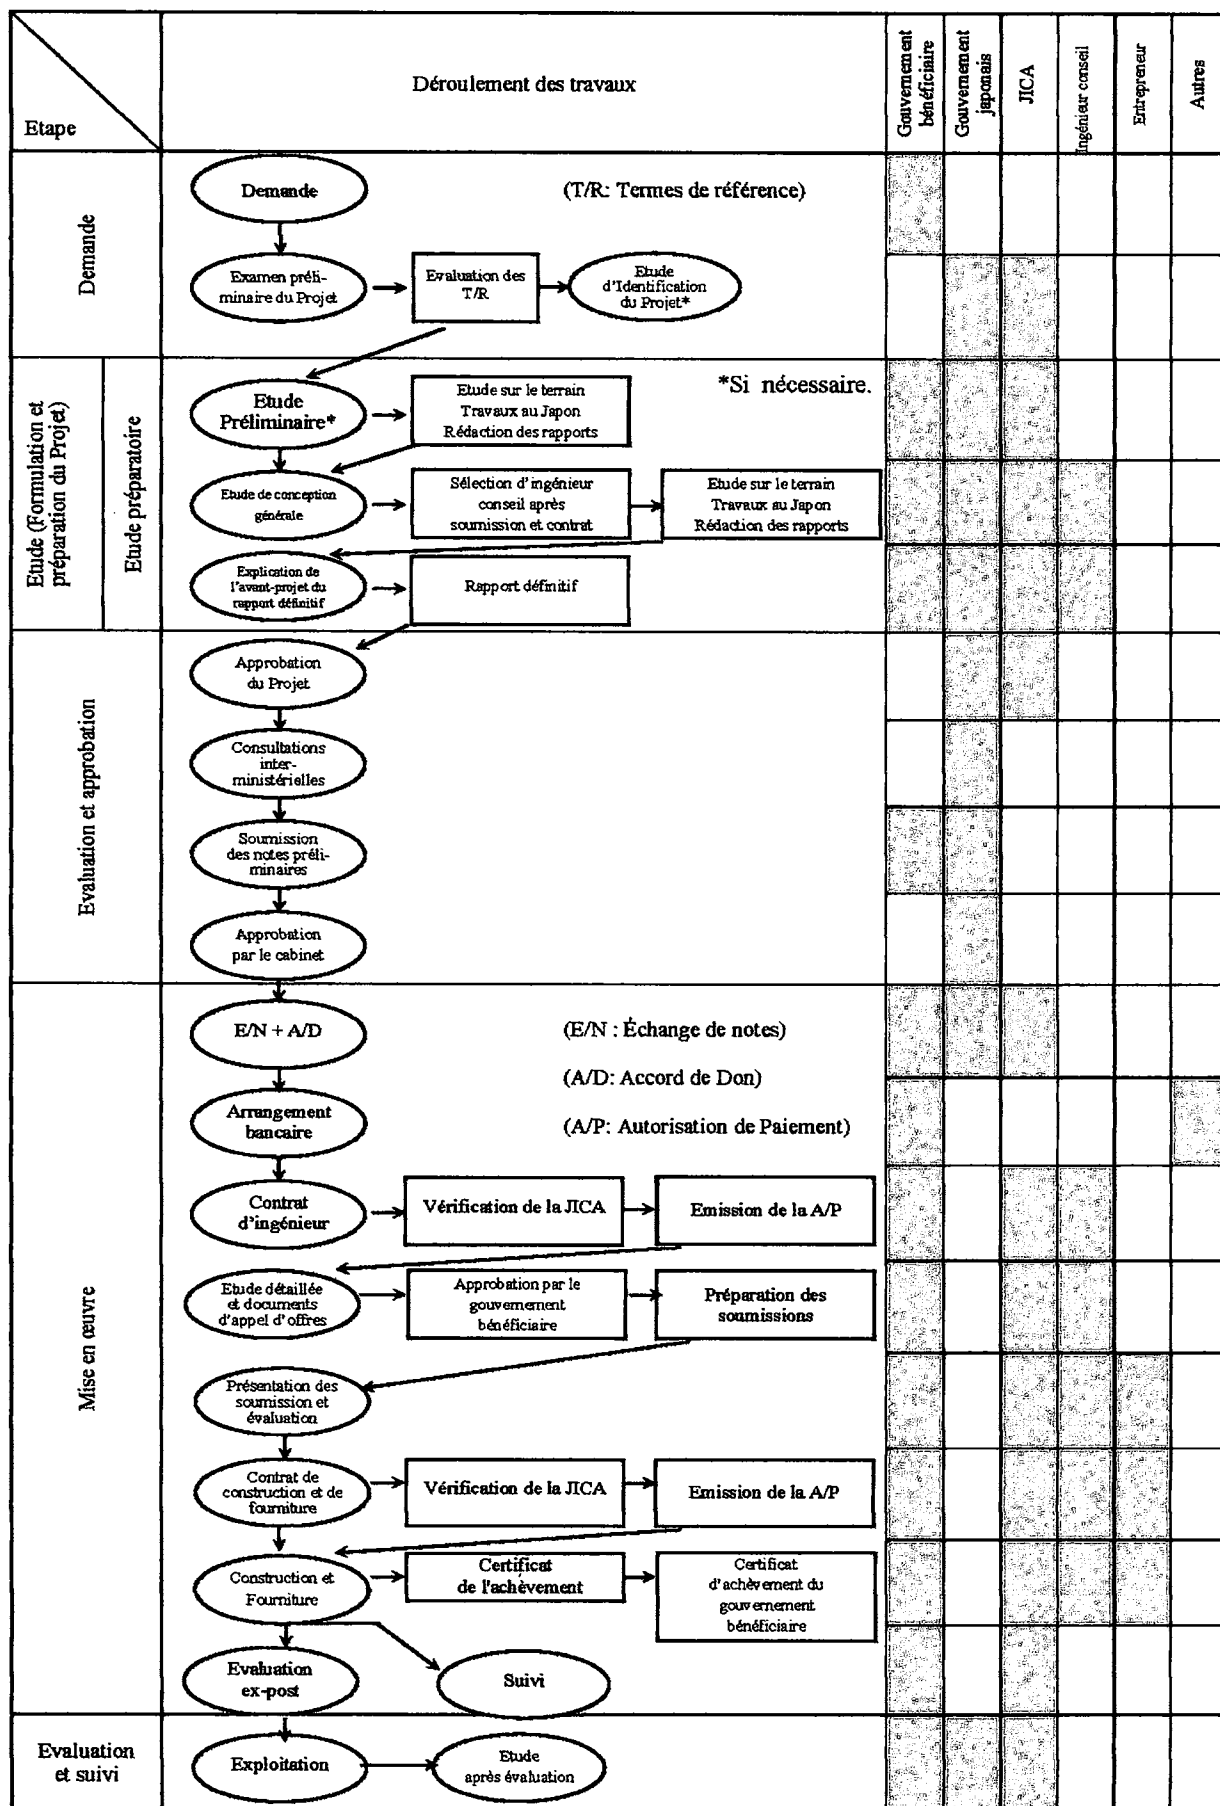 Etape
Déroulement des travaux
Gouvernement
bénéficiaire
Gouvernement
japonais
JICA
Ingénieur conseil
Entrepreneur
Autres
Demande
Demande
(T/R: Termes de référence)
Examen préli-
minaire du Projet
Evaluation des
T/R
Etude
d'Identification
du Projet*
Etude (Formulation et
préparation du Projet)
Etude préparatoire
Etude
Préliminaire*
Etude sur le terrain
Travaux au Japon
Rédaction des rapports
*Si nécessaire.
Etude de conception
générale
Sélection d'ingénieur
conseil après
soumission et contrat
Etude sur le terrain
Travaux au Japon
Rédaction des rapports
Explication de
l'avant-projet du
rapport définitif
Rapport définitif
Evaluation et approbation
Approbation
du Projet
Consultations
inter-
ministérielles
Soumission
des notes préli-
minaires
Approbation
par le cabinet
Mise en œuvre
E/N + A/D
(E/N : Échange de notes)
(A/D: Accord de Don)
Arrangement
bancaire
(A/P: Autorisation de Paiement)
Contrat
d'ingénieur
Vérification de la JICA
Emission de la A/P
Etude détaillée
et documents
d'appel d'offres
Approbation par le
gouvernement
bénéficiaire
Préparation des
soumissions
Présentation des
soumission et
évaluation
Contrat de
construction et de
fourniture
Vérification de la JICA
Emission de la A/P
Construction et
Fourniture
Certificat
de l'achèvement
Certificat
d'achèvement du
gouvernement
bénéficiaire
Evaluation
ex-post
Suivi
Evaluation
et suivi
Exploitation
Etude
après évaluation